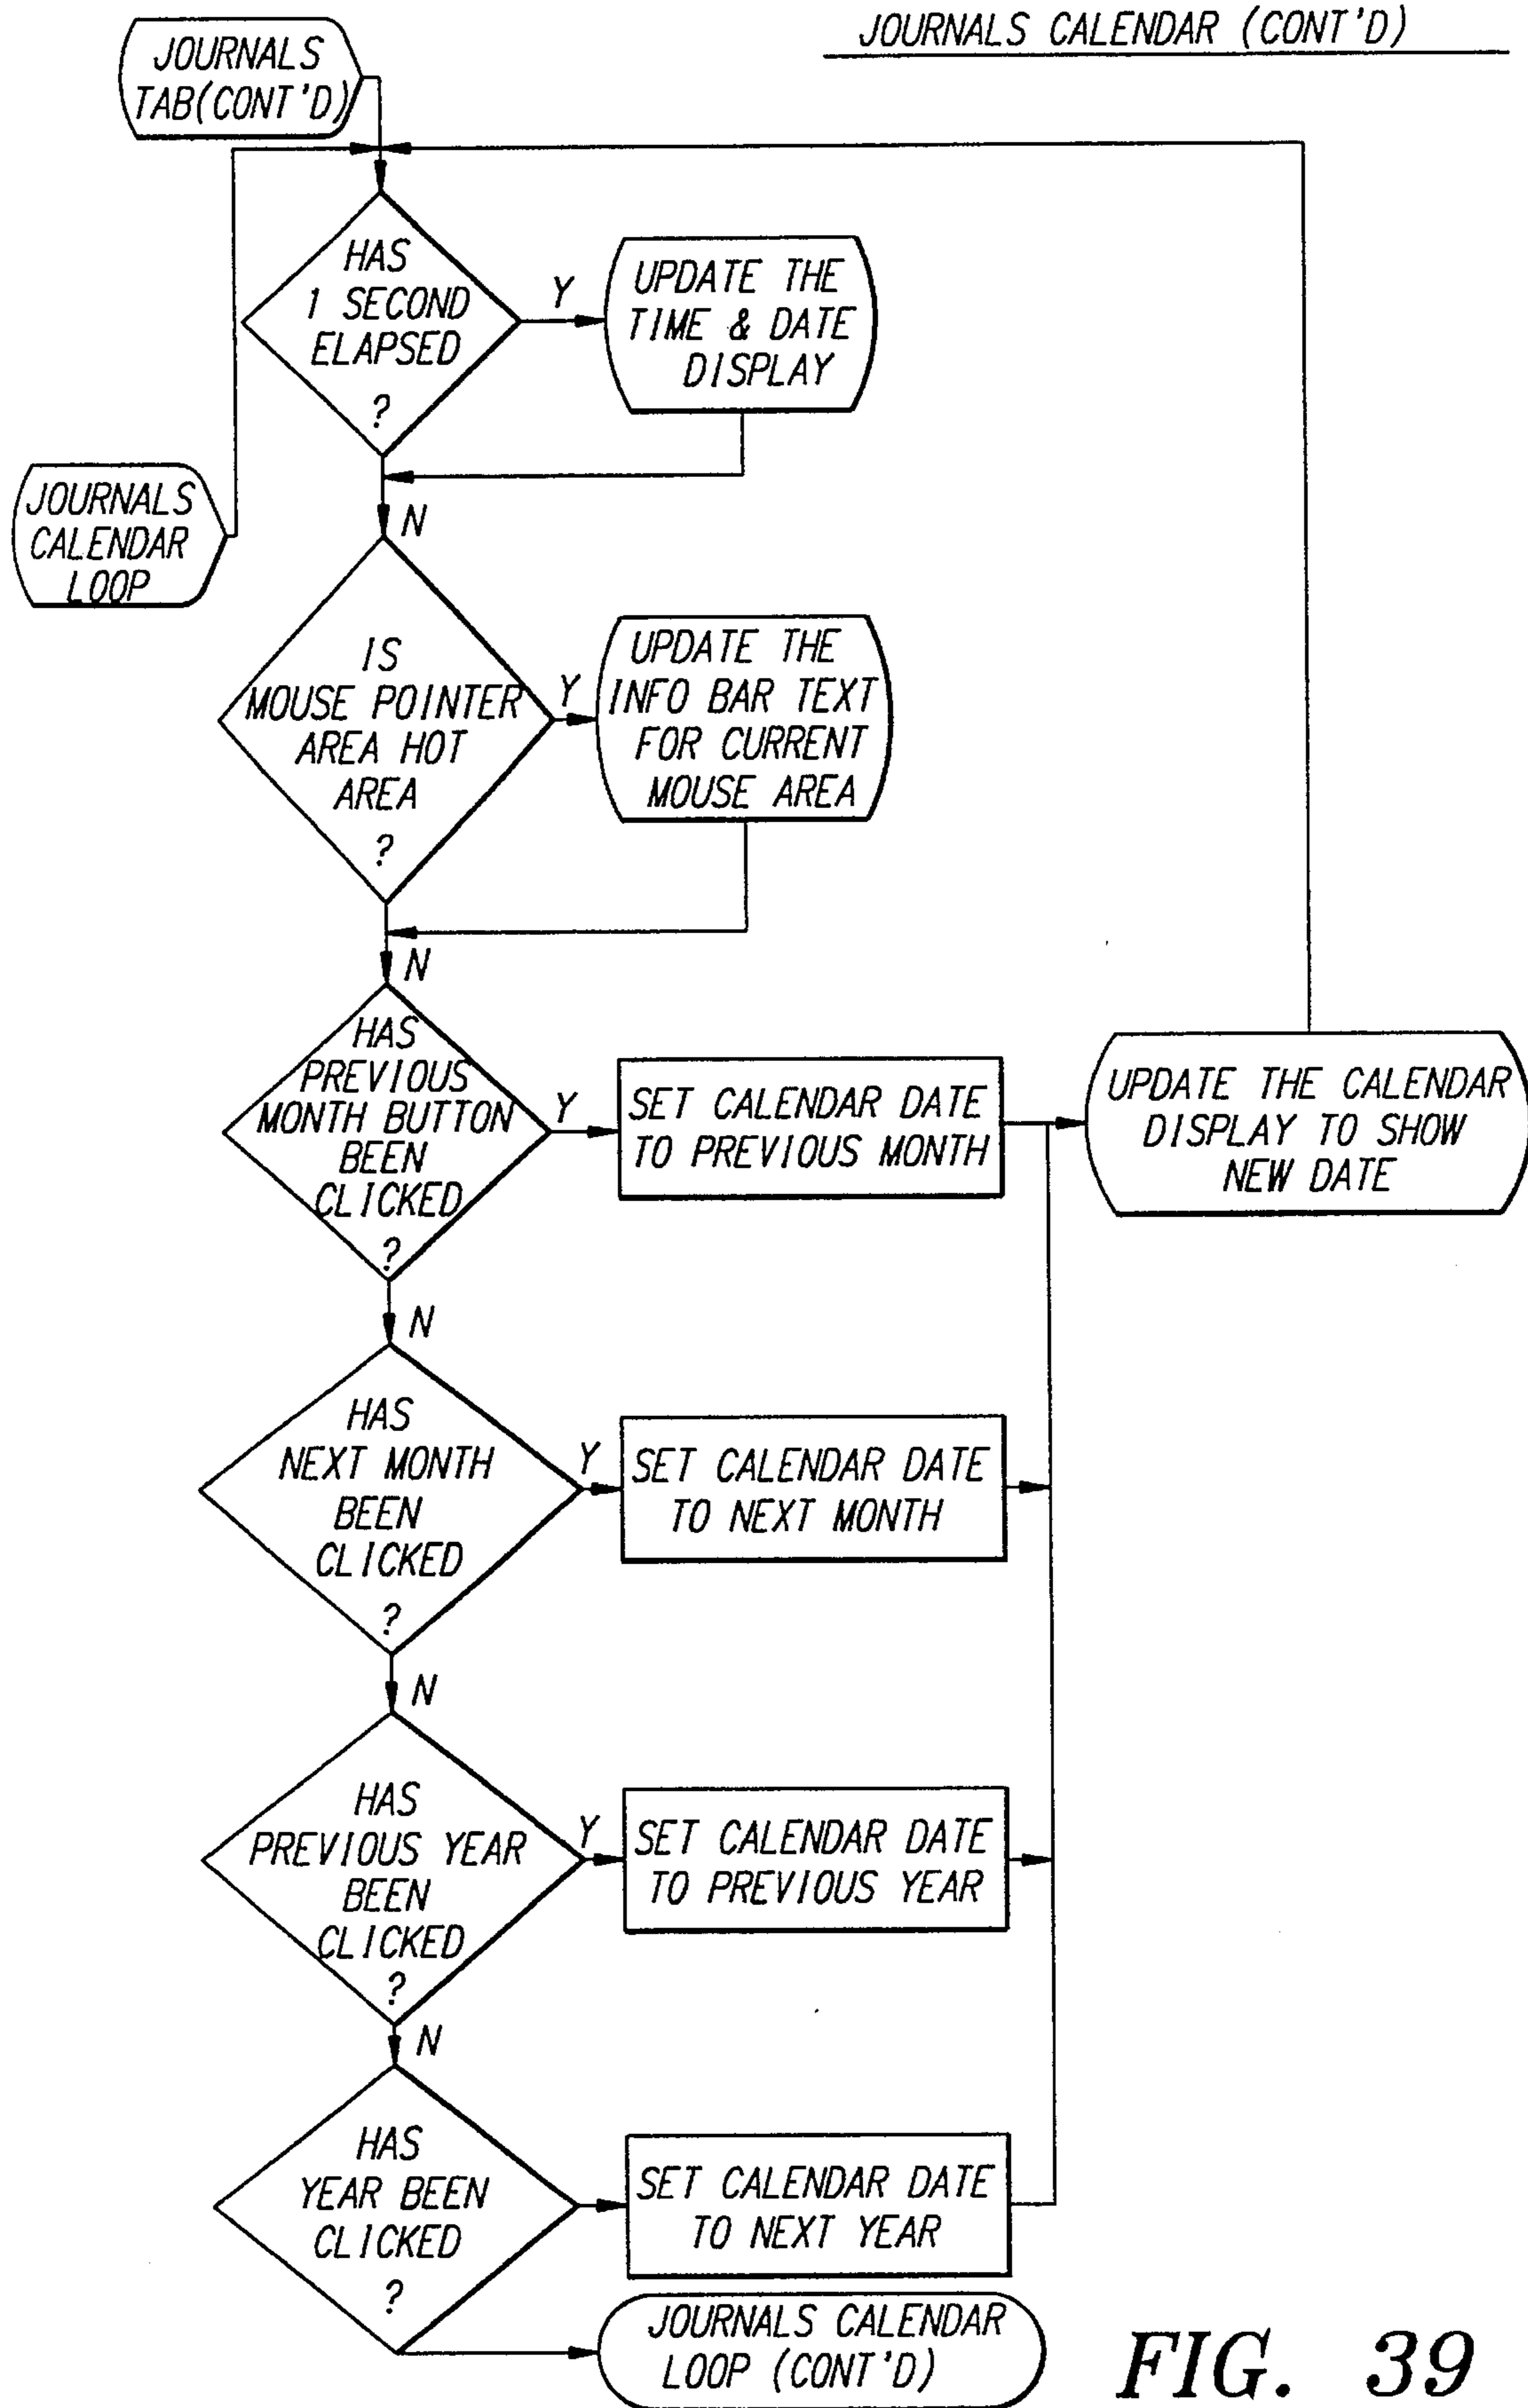 JOURNALS CALENDAR (CONT'D)
JOURNALS
TAB(CONT'D)
HAS
1 SECOND
ELAPSED
?
Y
UPDATE THE
TIME & DATE
DISPLAY
JOURNALS
CALENDAR
LOOP
N
IS
MOUSE POINTER
AREA HOT
AREA
?
Y
UPDATE THE
INFO BAR TEXT
FOR CURRENT
MOUSE AREA
N
HAS
PREVIOUS
MONTH BUTTON
BEEN
CLICKED
?
Y
SET CALENDAR DATE
TO PREVIOUS MONTH
UPDATE THE CALENDAR
DISPLAY TO SHOW
NEW DATE
N
HAS
NEXT MONTH
BEEN
CLICKED
?
Y
SET CALENDAR DATE
TO NEXT MONTH
N
HAS
PREVIOUS YEAR
BEEN
CLICKED
?
Y
SET CALENDAR DATE
TO PREVIOUS YEAR
N
HAS
YEAR BEEN
CLICKED
?
SET CALENDAR DATE
TO NEXT YEAR
JOURNALS CALENDAR
LOOP (CONT'D)
FIG. 39